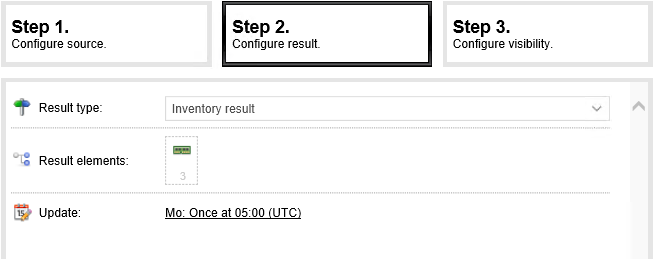 Step 1.
Configure source.
Step 2.
Configure result.
Step 3.
Configure visibility.
Result type:
Inventory result
Result elements:
3
Update:
Mo: Once at 05:00 (UTC)